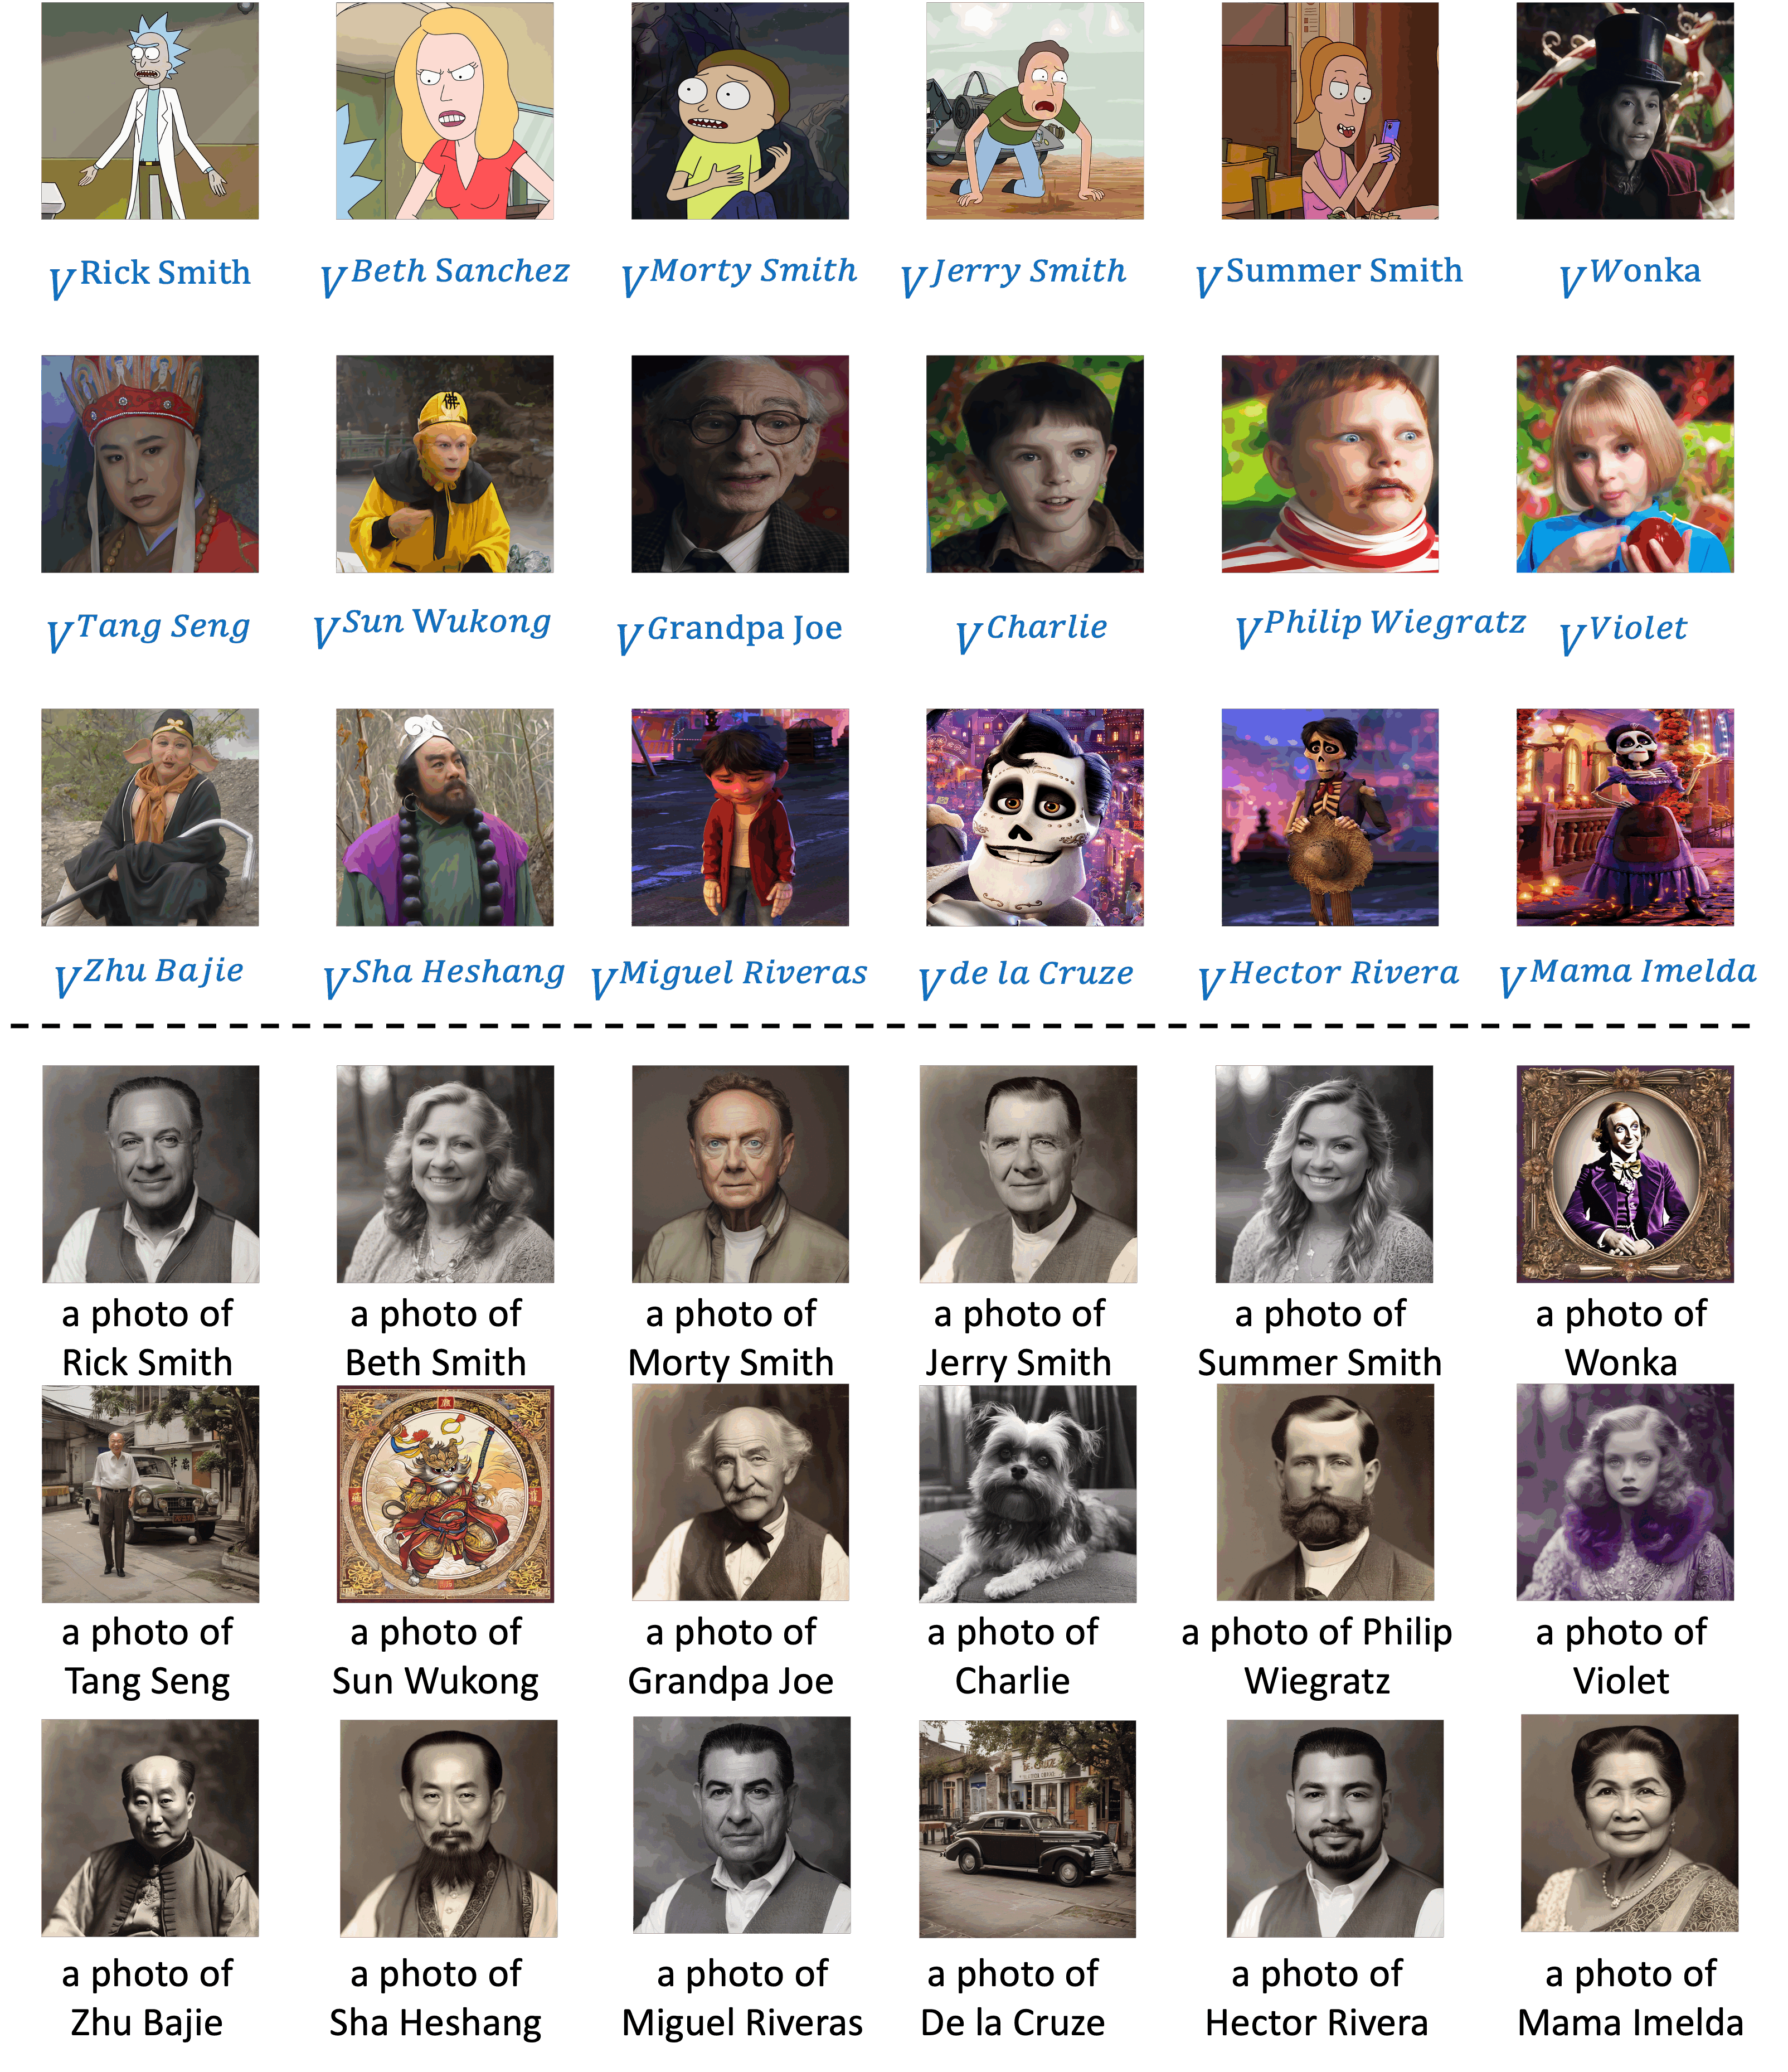 V Rick Smith
V Beth Sanchez
V Morty Smith
V Jerry Smith
V Summer Smith
V Wonka
佛
V Tang Seng
V Sun Wukong
V Grandpa Joe
V Charlie
V Philip Wiegratz
V Violet
V Zhu Bajie
V Sha Heshang
V Miguel Riveras
V de la Cruze
V Hector Rivera
V Mama Imelda
a photo of
Rick Smith
a photo of
Beth Smith
a photo of
Morty Smith
a photo of
Jerry Smith
a photo of
Summer Smith
a photo of
Wonka
a photo of
Tang Seng
a photo of
Sun Wukong
a photo of
Grandpa Joe
a photo of
Charlie
a photo of Philip
Wiegratz
a photo of
Violet
a photo of
Zhu Bajie
a photo of
Sha Heshang
a photo of
Miguel Riveras
a photo of
De la Cruze
a photo of
Hector Rivera
a photo of
Mama Imelda